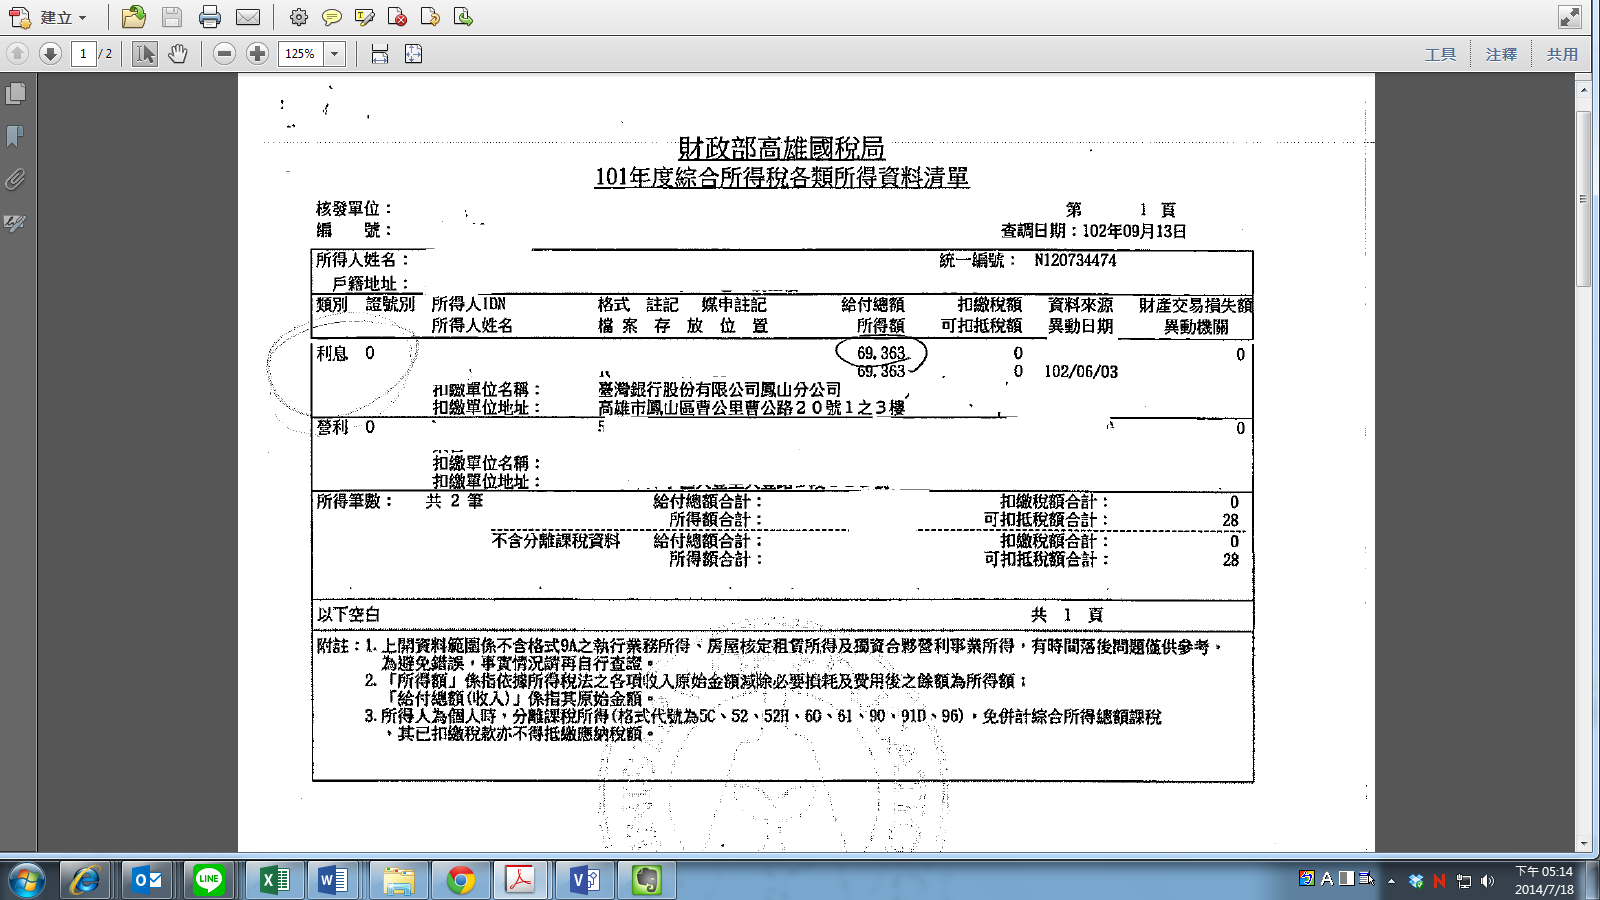 建立
1 / 2
125%
工具 注釋 共用
財政部高雄國稅局
101年度綜合所得稅各類所得資料清單
核發單位：
第 1 頁
編 號：
查調日期：102年09月13日
所得人姓名：
統一編號： N120734474
戶籍地址：
類別 證號別 所得人IDN 格式 註記 媒申註記 給付總額 扣繳稅額 資料來源 財產交易損失額
所得人姓名 檔案存放位置 所得額 可扣抵稅額 異動日期 異動機關
利息 0 69,363 0 0
69,363 0 102/06/03
扣繳單位名稱： 臺灣銀行股份有限公司鳳山分公司
扣繳單位地址： 高雄市鳳山區曹公里曹公路２０號１之３樓
營利 0 5 0
扣繳單位名稱：
扣繳單位地址：
所得筆數： 共 2 筆 給付總額合計： 扣繳稅額合計： 0
所得額合計： 可扣抵稅額合計： 28
不含分離課稅資料 給付總額合計： 扣繳稅額合計： 0
所得額合計： 可扣抵稅額合計： 28
以下空白 共 1 頁
附註：1. 上開資料範圍係不含格式9A之執行業務所得、房屋核定租賃所得及獨資合夥營利事業所得，有時間落後問題僅供參考，
為避免錯誤，事實情況請再自行查證。
2. 「所得額」係指依據所得稅法之各項收入原始金額減除必要損耗及費用後之餘額為所得額；
「給付總額(收入)」係指其原始金額。
3. 所得人為個人時，分離課稅所得(格式代號為5C、52、52H、60、61、90、91D、96)，免併計綜合所得總額課稅
，其已扣繳稅款亦不得抵繳應納稅額。
LINE
A
下午 05:14
2014/7/18